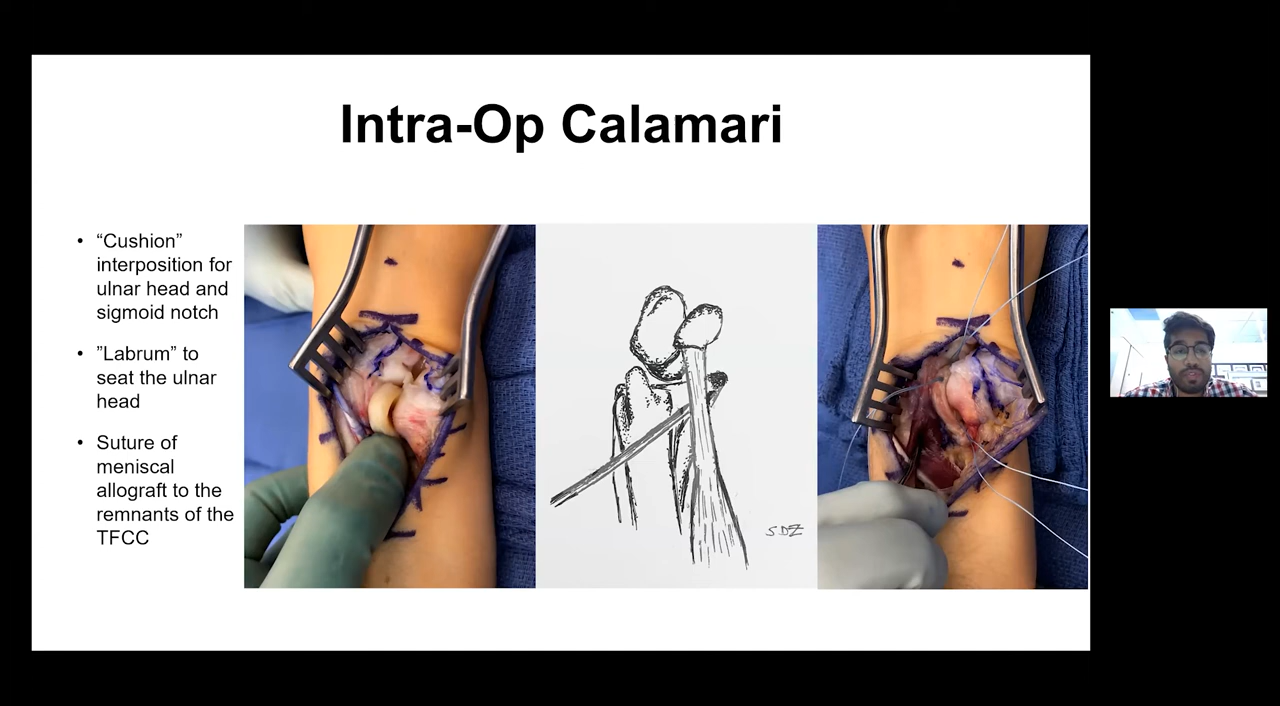 Intra-Op Calamari
• “Cushion”
interposition for
ulnar head and
sigmoid notch
• ”Labrum” to
seat the ulnar
head
• Suture of
meniscal
allograft to the
remnants of the
TFCC
SDZ